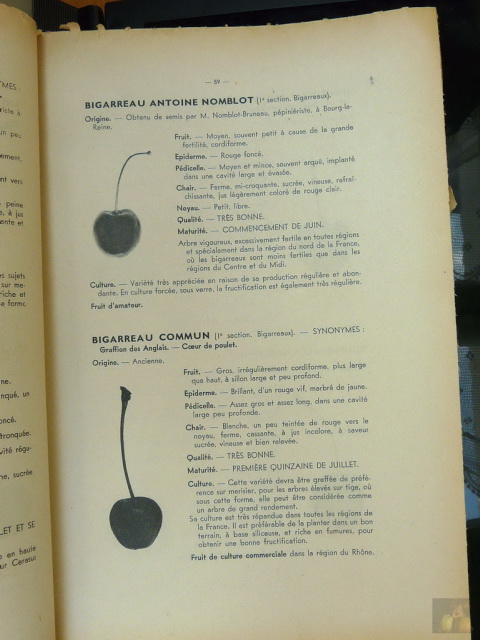 — 59 —
BIGARREAU ANTOINE NOMBLOT (1e section. Bigarreaux).
Origine. — Obtenu de semis par M. Nomblot-Bruneau, pépiniériste, à Bourg-la-
Reine.
Fruit. — Moyen, souvent petit à cause de la grande
fertilité, cordiforme.
Epiderme. — Rouge foncé.
Pédicelle. — Moyen et mince, souvent arqué, implanté
dans une cavité large et évasée.
Chair. — Ferme, mi-croquante, sucrée, vineuse, rafraî-
chissante, jus légèrement coloré de rouge clair.
Noyau. — Petit, libre.
Qualité. — TRÈS BONNE.
Maturité. — COMMENCEMENT DE JUIN.
Arbre vigoureux, excessivement fertile en toutes régions
et spécialement dans la région du nord de la France,
où les bigarreaux sont moins fertiles que dans les
régions du Centre et du Midi.
Culture. — Variété très appréciée en raison de sa production régulière et abon-
dante. En culture forcée, sous verre, la fructification est également très régulière.
Fruit d'amateur.
BIGARREAU COMMUN (1e section. Bigarreaux). — SYNONYMES :
Graffion des Anglais. — Cœur de poulet.
Origine. — Ancienne.
Fruit. — Gros, irrégulièrement cordiforme, plus large
que haut, à sillon large et peu profond.
Epiderme. — Brillant, d'un rouge vif, marbré de jaune.
Pédicelle. — Assez gros et assez long, dans une cavité
large peu profonde.
Chair. — Blanche, un peu teintée de rouge vers le
noyau, ferme, cassante, à jus incolore, à saveur
sucrée, vineuse et bien relevée.
Qualité. — TRÈS BONNE.
Maturité. — PREMIÈRE QUINZAINE DE JUILLET.
Culture. — Cette variété devra être greffée de préfé-
rence sur merisier, pour les arbres élevés sur tige, où
sous cette forme, elle peut être considérée comme
un arbre de grand rendement.
Sa culture est très répandue dans toutes les régions de
la France. Il est préférable de la planter dans un bon
terrain, à base siliceuse, et riche en fumures, pour
obtenir une bonne fructification.
Fruit de culture commerciale dans la région du Rhône.